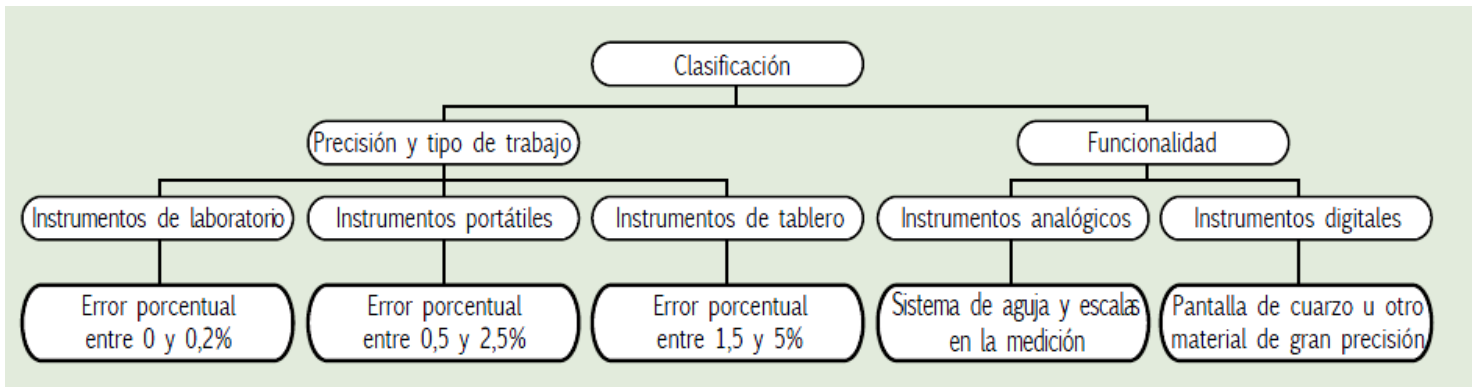 Clasificación
Precisión y tipo de trabajo
Funcionalidad
Instrumentos de laboratorio
Instrumentos portátiles
Instrumentos de tablero
Instrumentos analógicos
Instrumentos digitales
Error porcentual
entre 0 y 0,2%
Error porcentual
entre 0,5 y 2,5%
Error porcentual
entre 1,5 y 5%
Sistema de aguja y escalas
en la medición
Pantalla de cuarzo u otro
material de gran precisión